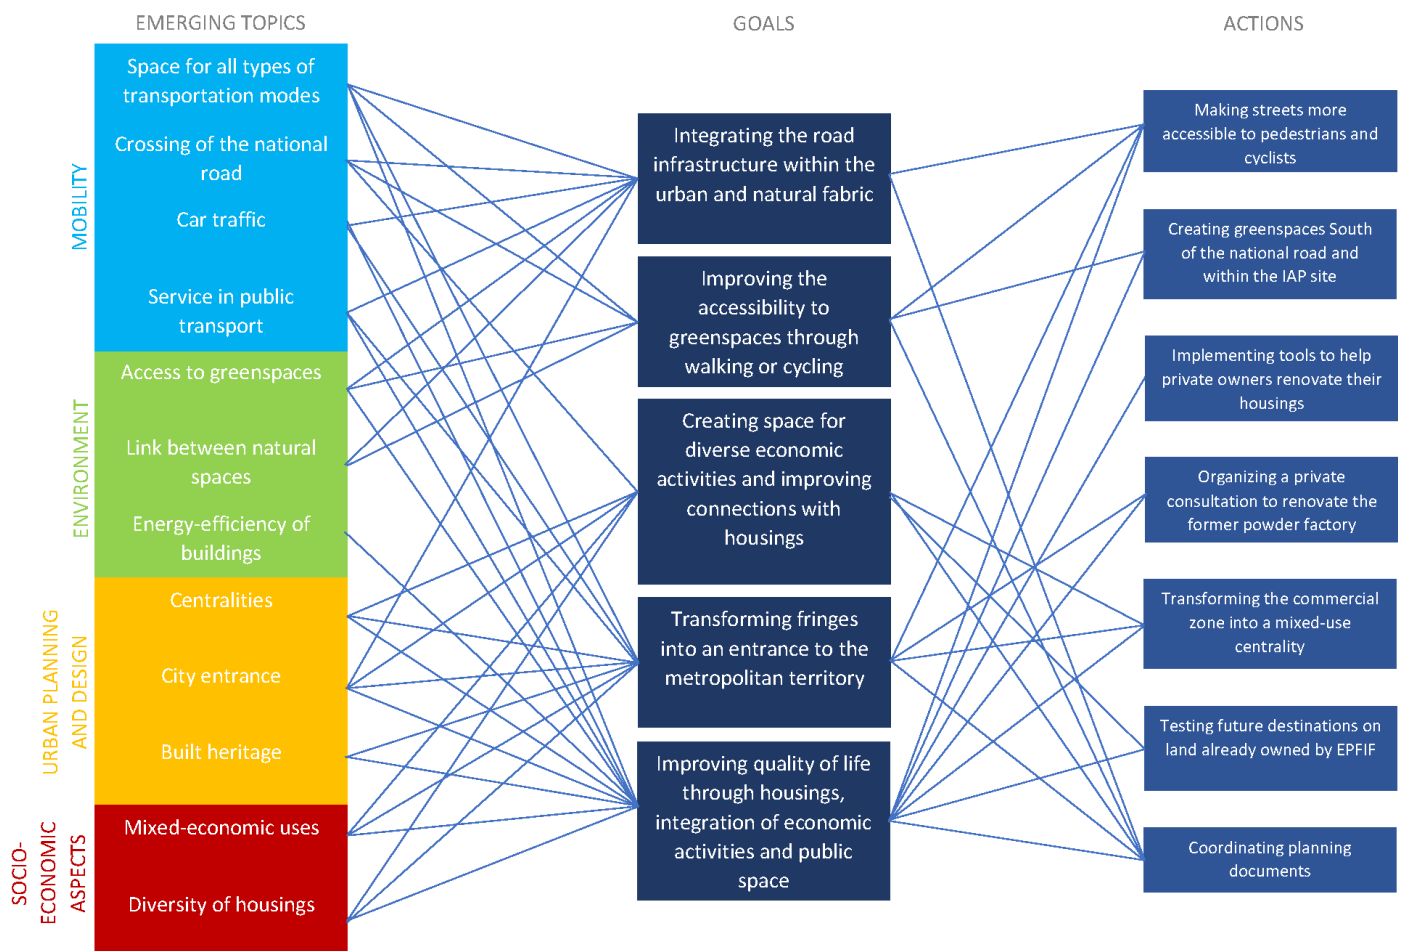 EMERGING TOPICS
GOALS
ACTIONS
MOBILITY
Space for all types of
transportation modes
Crossing of the national
road
Car traffic
Service in public
transport
ENVIRONMENT
Access to greenspaces
Link between natural
spaces
Energy-efficiency of
buildings
URBAN PLANNING
AND DESIGN
Centralities
City entrance
Built heritage
SOCIO-
ECONOMIC
ASPECTS
Mixed-economic uses
Diversity of housings
Integrating the road
infrastructure within the
urban and natural fabric
Improving the
accessibility to
greenspaces through
walking or cycling
Creating space for
diverse economic
activities and improving
connections with
housings
Transforming fringes
into an entrance to the
metropolitan territory
Improving quality of life
through housings,
integration of economic
activities and public
space
Making streets more
accessible to pedestrians and
cyclists
Creating greenspaces South
of the national road and
within the IAP site
Implementing tools to help
private owners renovate their
housings
Organizing a private
consultation to renovate the
former powder factory
Transforming the commercial
zone into a mixed-use
centrality
Testing future destinations on
land already owned by EPFIF
Coordinating planning
documents